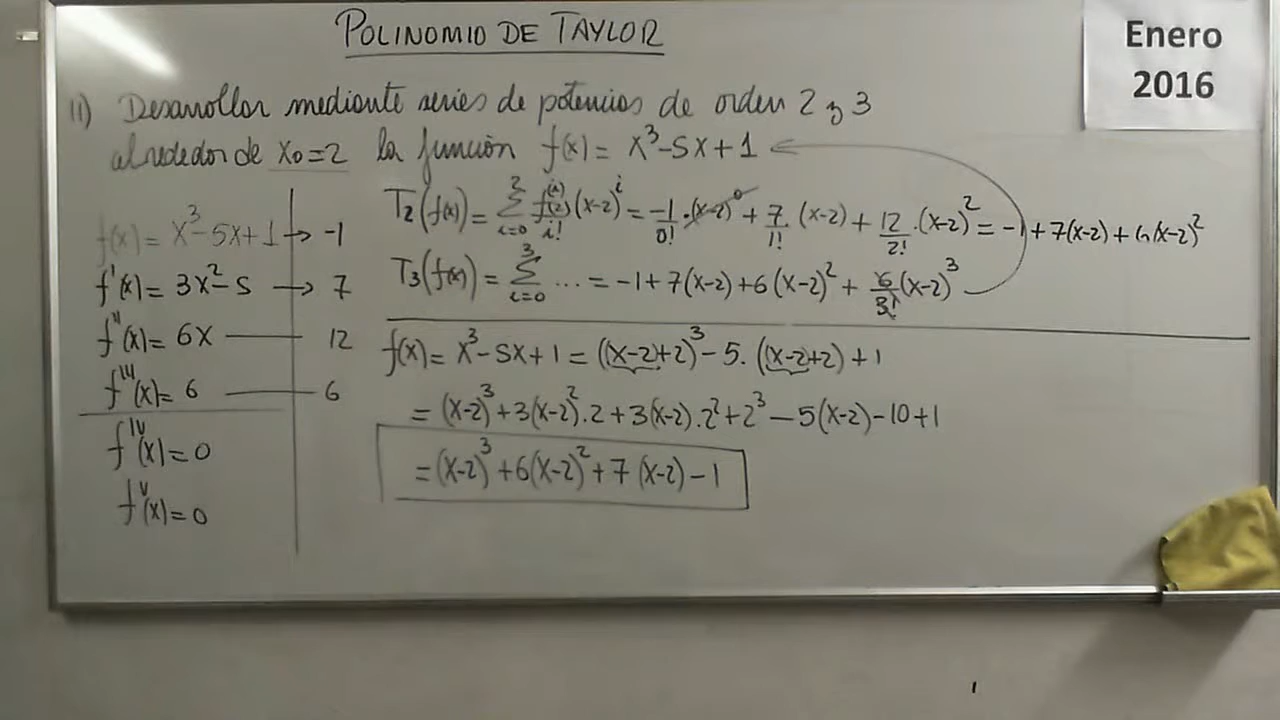 POLINOMIO DE TAYLOR
Enero
2016
11) Desarrollar mediante series de potencias de orden 2 y 3
alrededor de x₀=2 la función f(x)= x³-5x+1
f(x)= x³-5x+1 → -1
f'(x)= 3x²-5 → 7
f''(x)= 6x — 12
f'''(x)= 6 — 6
f^IV(x)=0
f^V(x)=0
T₂(f(x))= ∑_{i=0}^{2} f^(i)(2)/i! (x-2)^i = -1/0! · (x-2)⁰ + 7/1! · (x-2) + 12/2! · (x-2)² = -1+7(x-2)+6(x-2)²
T₃(f(x))= ∑_{i=0}^{3} ... = -1+7(x-2)+6(x-2)² + 6/3! (x-2)³
f(x)= x³-5x+1 = ((x-2)+2)³ - 5·((x-2)+2)+1
= (x-2)³+3(x-2)²·2+3(x-2)·2²+2³-5(x-2)-10+1
= (x-2)³+6(x-2)²+7(x-2)-1